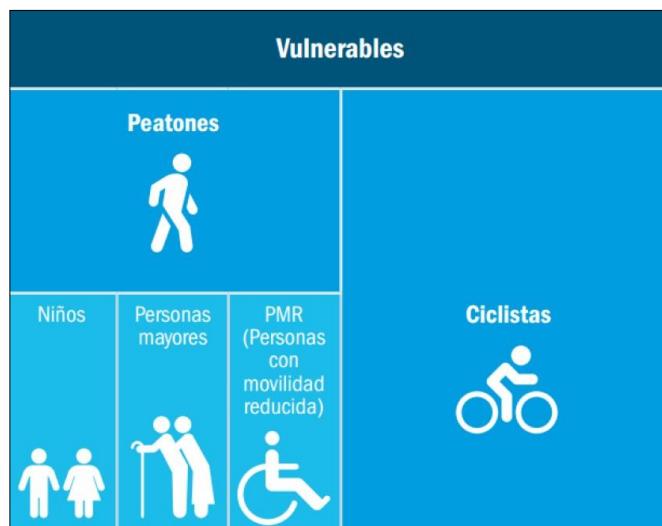 Vulnerables
Peatones
Niños
Personas
mayores
PMR
(Personas
con
movilidad
reducida)
Ciclistas